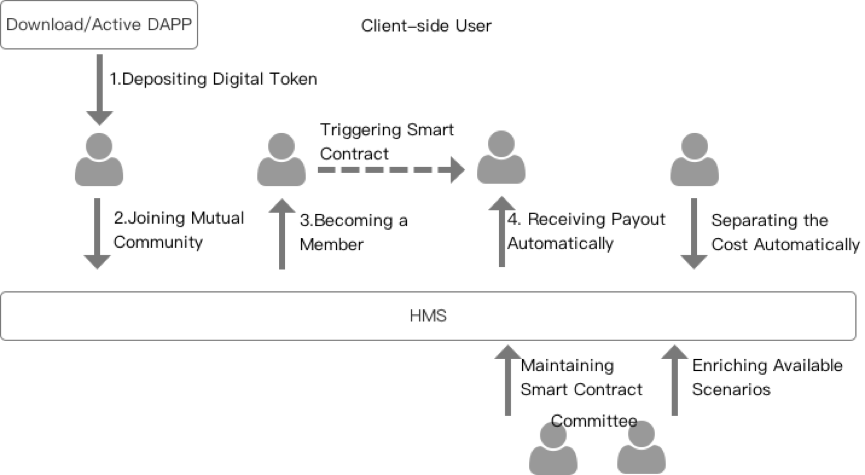 Download/Active DAPP
Client-side User
1.Depositing Digital Token
Triggering Smart
Contract
2.Joining Mutual
Community
3.Becoming a
Member
4. Receiving Payout
Automatically
Separating the
Cost Automatically
HMS
Maintaining
Smart Contract
Enriching Available
Scenarios
Committee